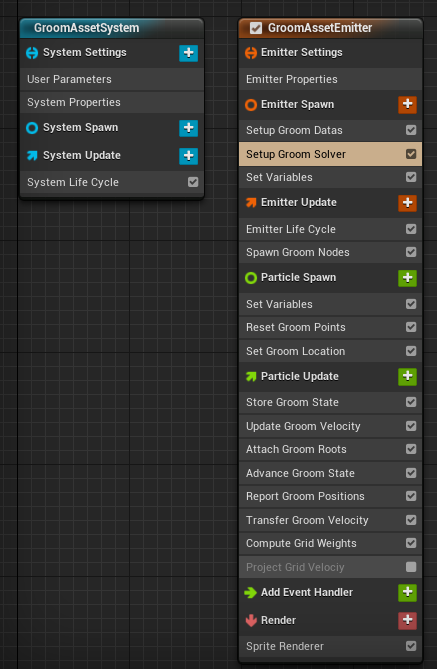 GroomAssetSystem
System Settings
User Parameters
System Properties
System Spawn
System Update
System Life Cycle
GroomAssetEmitter
Emitter Settings
Emitter Properties
Emitter Spawn
Setup Groom Datas
Setup Groom Solver
Set Variables
Emitter Update
Emitter Life Cycle
Spawn Groom Nodes
Particle Spawn
Set Variables
Reset Groom Points
Set Groom Location
Particle Update
Store Groom State
Update Groom Velocity
Attach Groom Roots
Advance Groom State
Report Groom Positions
Transfer Groom Velocity
Compute Grid Weights
Project Grid Velociy
Add Event Handler
Render
Sprite Renderer